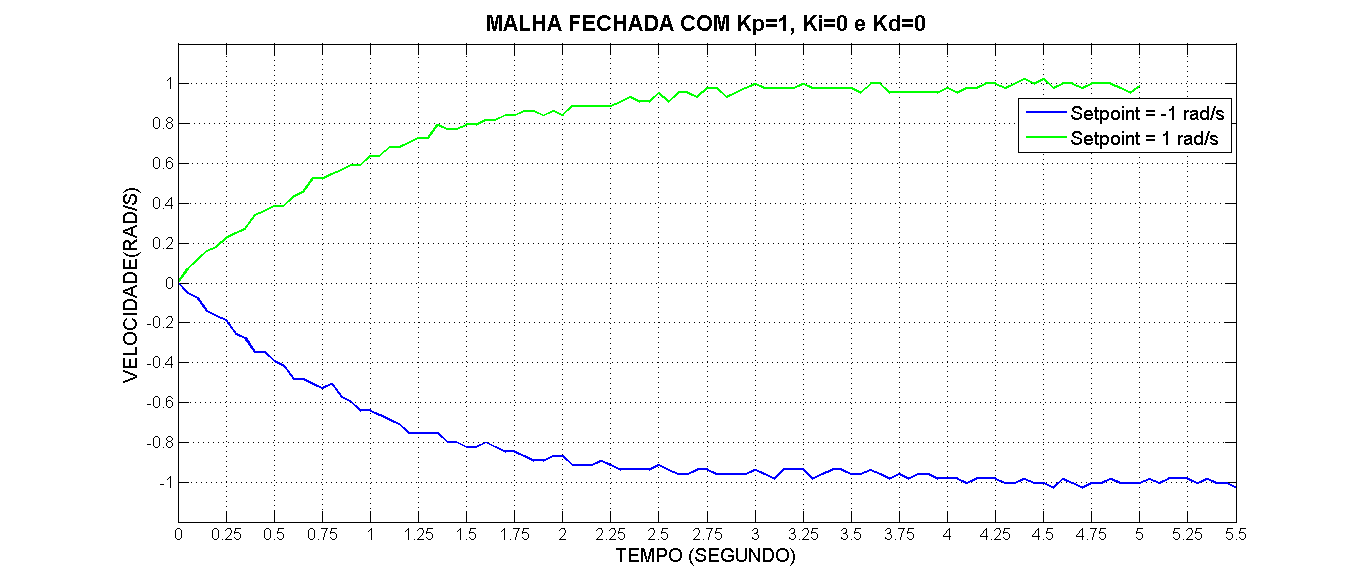 MALHA FECHADA COM Kp=1, Ki=0 e Kd=0
1
0.8
0.6
0.4
0.2
0
-0.2
-0.4
-0.6
-0.8
-1
VELOCIDADE(RAD/S)
Setpoint = -1 rad/s
Setpoint = 1 rad/s
0 0.25 0.5 0.75 1 1.25 1.5 1.75 2 2.25 2.5 2.75 3 3.25 3.5 3.75 4 4.25 4.5 4.75 5 5.25 5.5
TEMPO (SEGUNDO)